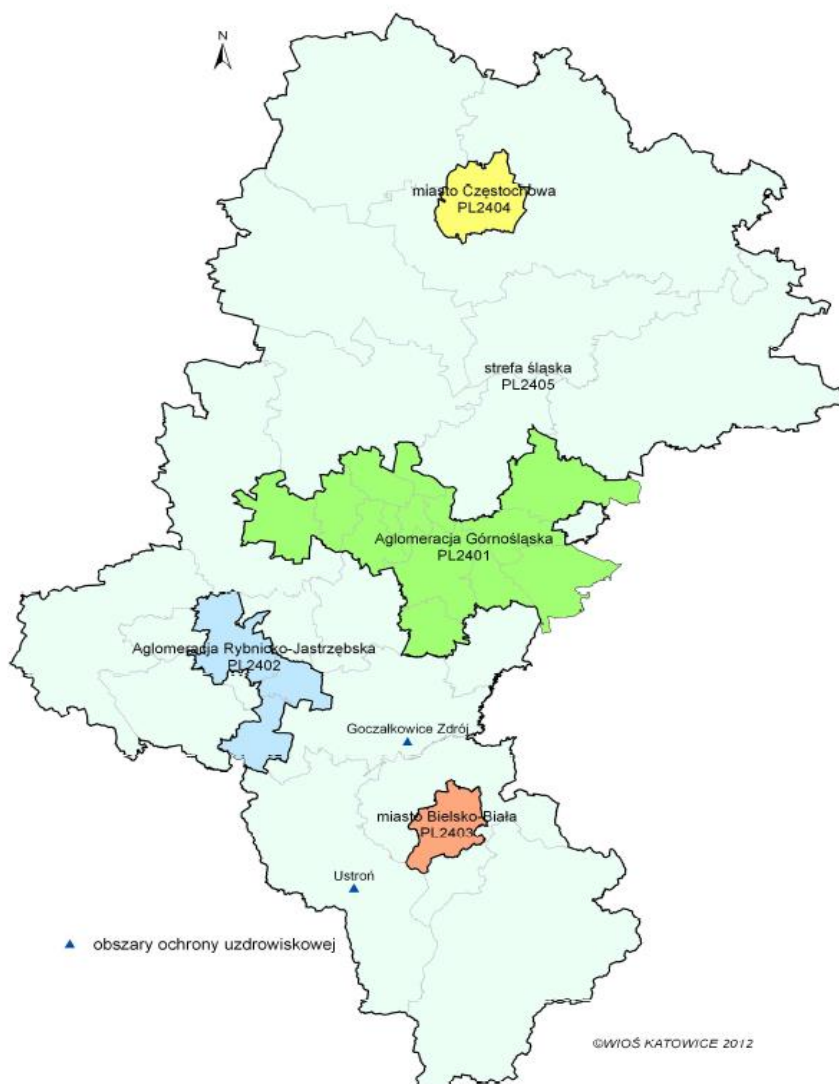 N
miasto Częstochowa
PL2404
strefa śląska
PL2405
Aglomeracja Górnośląska
PL2401
Aglomeracja Rybnicko-Jastrzębska
PL2402
Goczałkowice Zdrój
miasto Bielsko-Biała
PL2403
Ustroń
obszary ochrony uzdrowiskowej
©WIOŚ KATOWICE 2012